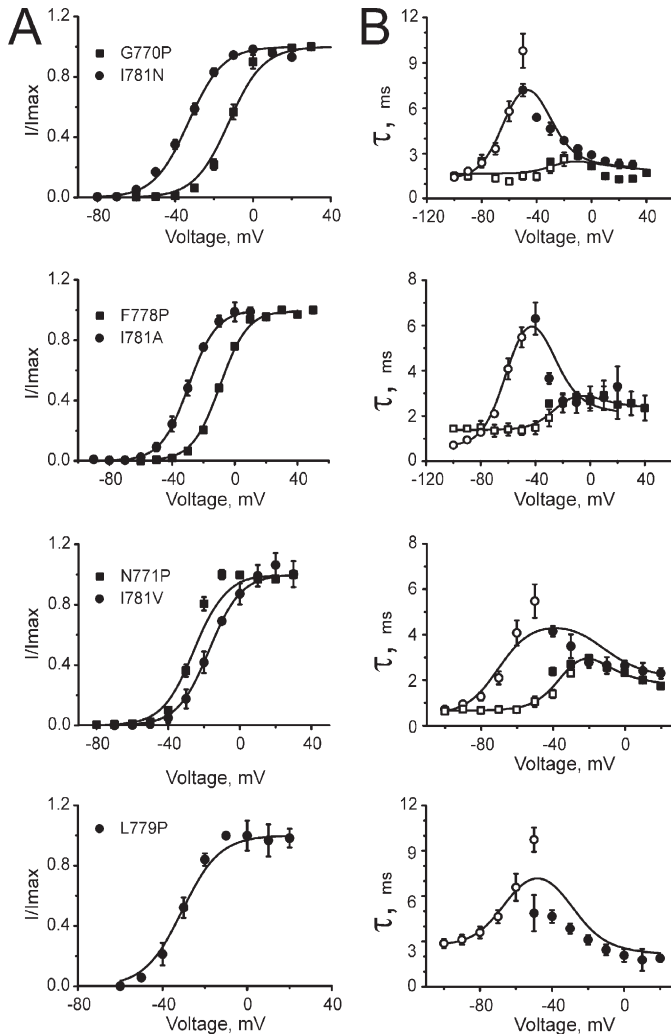 A
B
1.2
0.8
0.4
0.0
I/Imax
G770P
I781N
-80
-40
0
40
Voltage, mV
12
9
6
3
0
τ, ms
-120
-80
-40
0
40
Voltage, mV
1.2
0.8
0.4
0.0
I/Imax
F778P
I781A
-80
-40
0
40
Voltage, mV
8
6
4
2
0
τ, ms
-120
-80
-40
0
40
Voltage, mV
1.2
0.8
0.4
0.0
I/Imax
N771P
I781V
-80
-40
0
40
Voltage, mV
8
6
4
2
0
τ, ms
-80
-40
0
Voltage, mV
1.2
0.8
0.4
0.0
I/Imax
L779P
-80
-40
0
40
Voltage, mV
12
9
6
3
0
τ, ms
-80
-40
0
Voltage, mV